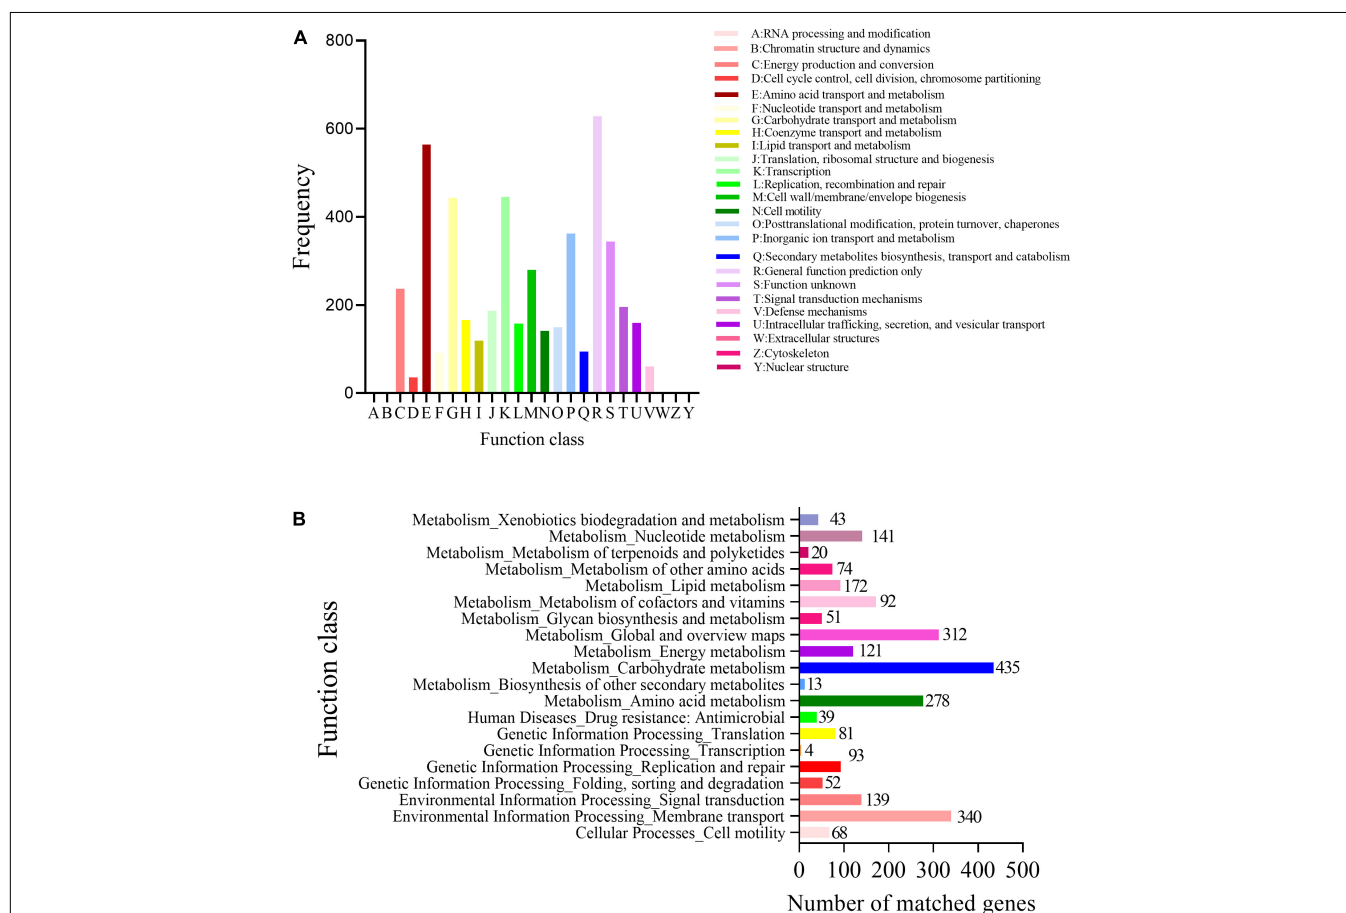 A
800
600
400
200
0
Frequency
A B C D E F G H I J K L M N O P Q R S T U V W Z Y
Function class
A:RNA processing and modification
B:Chromatin structure and dynamics
C:Energy production and conversion
D:Cell cycle control, cell division, chromosome partitioning
E:Amino acid transport and metabolism
F:Nucleotide transport and metabolism
G:Carbohydrate transport and metabolism
H:Coenzyme transport and metabolism
I:Lipid transport and metabolism
J:Translation, ribosomal structure and biogenesis
K:Transcription
L:Replication, recombination and repair
M:Cell wall/membrane/envelope biogenesis
N:Cell motility
O:Posttranslational modification, protein turnover, chaperones
P:Inorganic ion transport and metabolism
Q:Secondary metabolites biosynthesis, transport and catabolism
R:General function prediction only
S:Function unknown
T:Signal transduction mechanisms
V:Defense mechanisms
U:Intracellular trafficking, secretion, and vesicular transport
W:Extracellular structures
Z:Cytoskeleton
Y:Nuclear structure
B
Function class
Metabolism_Xenobiotics biodegradation and metabolism 43
Metabolism_Nucleotide metabolism 141
Metabolism_Metabolism of terpenoids and polyketides 20
Metabolism_Metabolism of other amino acids 74
Metabolism_Lipid metabolism 172
Metabolism_Metabolism of cofactors and vitamins 92
Metabolism_Glycan biosynthesis and metabolism 51
Metabolism_Global and overview maps 312
Metabolism_Energy metabolism 121
Metabolism_Carbohydrate metabolism 435
Metabolism_Biosynthesis of other secondary metabolites 13
Metabolism_Amino acid metabolism 278
Human Diseases_Drug resistance: Antimicrobial 39
Genetic Information Processing_Translation 81
Genetic Information Processing_Transcription 4
Genetic Information Processing_Replication and repair 93
Genetic Information Processing_Folding, sorting and degradation 52
Environmental Information Processing_Signal transduction 139
Environmental Information Processing_Membrane transport 340
Cellular Processes_Cell motility 68
0 100 200 300 400 500
Number of matched genes